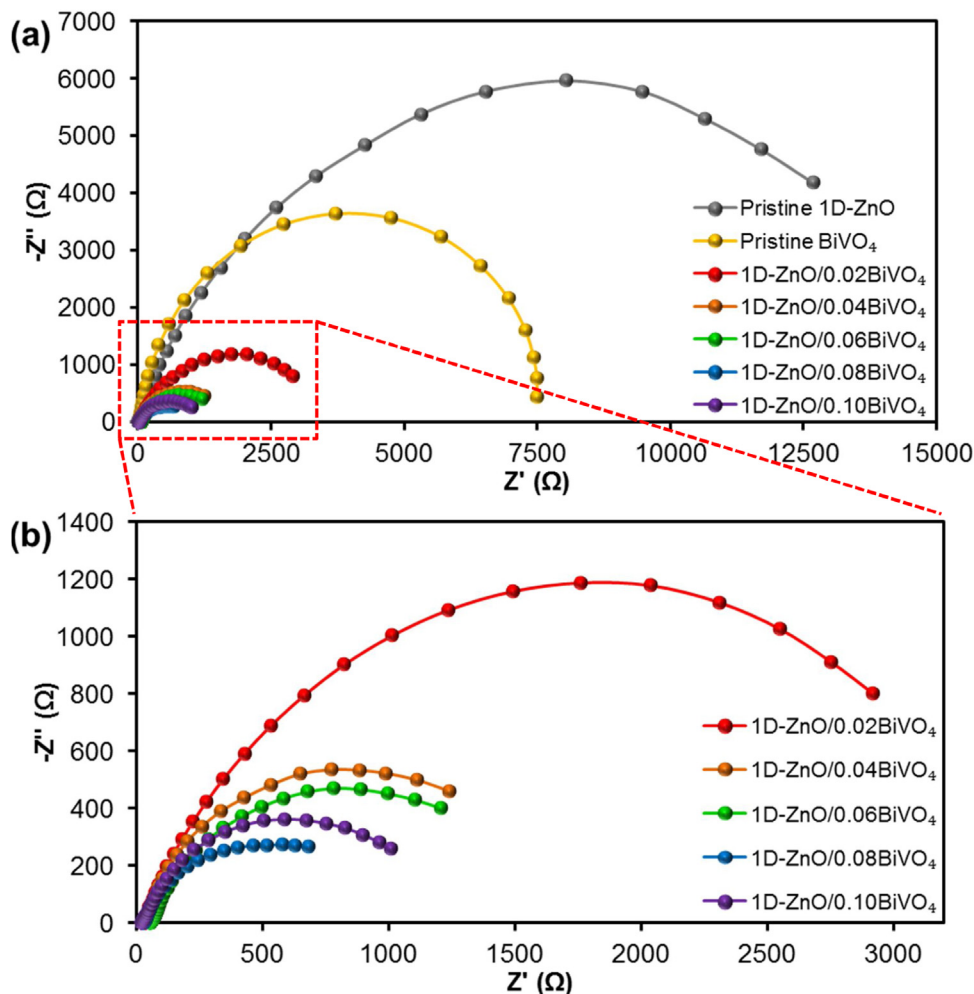 (a)
7000
6000
5000
4000
3000
2000
1000
0
-Z'' (Ω)
Pristine 1D-ZnO
Pristine BiVO₄
1D-ZnO/0.02BiVO₄
1D-ZnO/0.04BiVO₄
1D-ZnO/0.06BiVO₄
1D-ZnO/0.08BiVO₄
1D-ZnO/0.10BiVO₄
0 2500 5000 7500 10000 12500 15000
Z' (Ω)
(b)
1400
1200
1000
800
600
400
200
0
-Z'' (Ω)
1D-ZnO/0.02BiVO₄
1D-ZnO/0.04BiVO₄
1D-ZnO/0.06BiVO₄
1D-ZnO/0.08BiVO₄
1D-ZnO/0.10BiVO₄
0 500 1000 1500 2000 2500 3000
Z' (Ω)